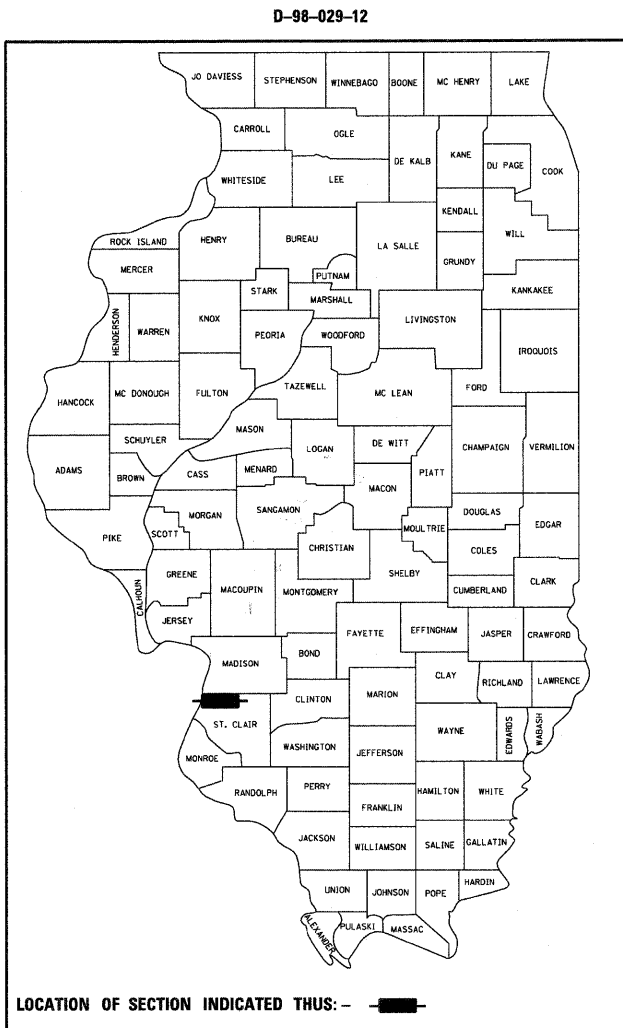 D-98-029-12
JO DAVIESS
STEPHENSON
WINNEBAGO
BOONE
MC HENRY
LAKE
CARROLL
OGLE
DE KALB
KANE
DU PAGE
COOK
WHITESIDE
LEE
KENDALL
WILL
ROCK ISLAND
HENRY
BUREAU
LA SALLE
GRUNDY
MERCER
PUTNAM
KANKAKEE
STARK
MARSHALL
HENDERSON
WARREN
KNOX
PEORIA
WOODFORD
LIVINGSTON
IROQUOIS
HANCOCK
MC DONOUGH
FULTON
TAZEWELL
MC LEAN
FORD
SCHUYLER
MASON
LOGAN
DE WITT
CHAMPAIGN
VERMILION
ADAMS
BROWN
CASS
MENARD
MACON
PIATT
PIKE
SCOTT
MORGAN
SANGAMON
CHRISTIAN
MOULTRIE
DOUGLAS
EDGAR
COLES
CALHOUN
GREENE
MACOUPIN
MONTGOMERY
SHELBY
CUMBERLAND
CLARK
JERSEY
FAYETTE
EFFINGHAM
JASPER
CRAWFORD
MADISON
BOND
CLAY
RICHLAND
LAWRENCE
ST. CLAIR
CLINTON
MARION
WAYNE
EDWARDS
WABASH
MONROE
WASHINGTON
JEFFERSON
RANDOLPH
PERRY
HAMILTON
WHITE
FRANKLIN
JACKSON
WILLIAMSON
SALINE
GALLATIN
UNION
JOHNSON
POPE
HARDIN
ALEXANDER
PULASKI
MASSAC
LOCATION OF SECTION INDICATED THUS: -